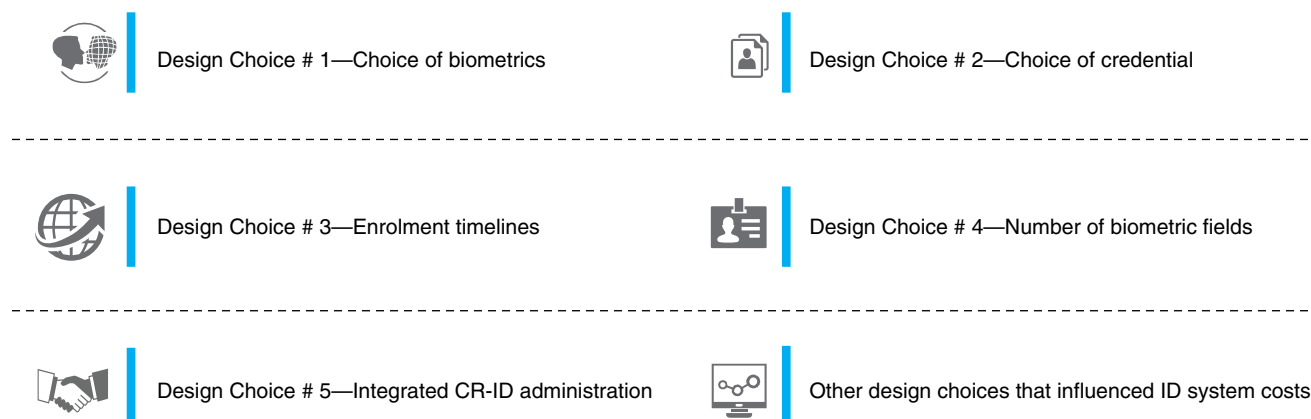 Design Choice # 1—Choice of biometrics
Design Choice # 2—Choice of credential
Design Choice # 3—Enrolment timelines
Design Choice # 4—Number of biometric fields
Design Choice # 5—Integrated CR-ID administration
Other design choices that influenced ID system costs